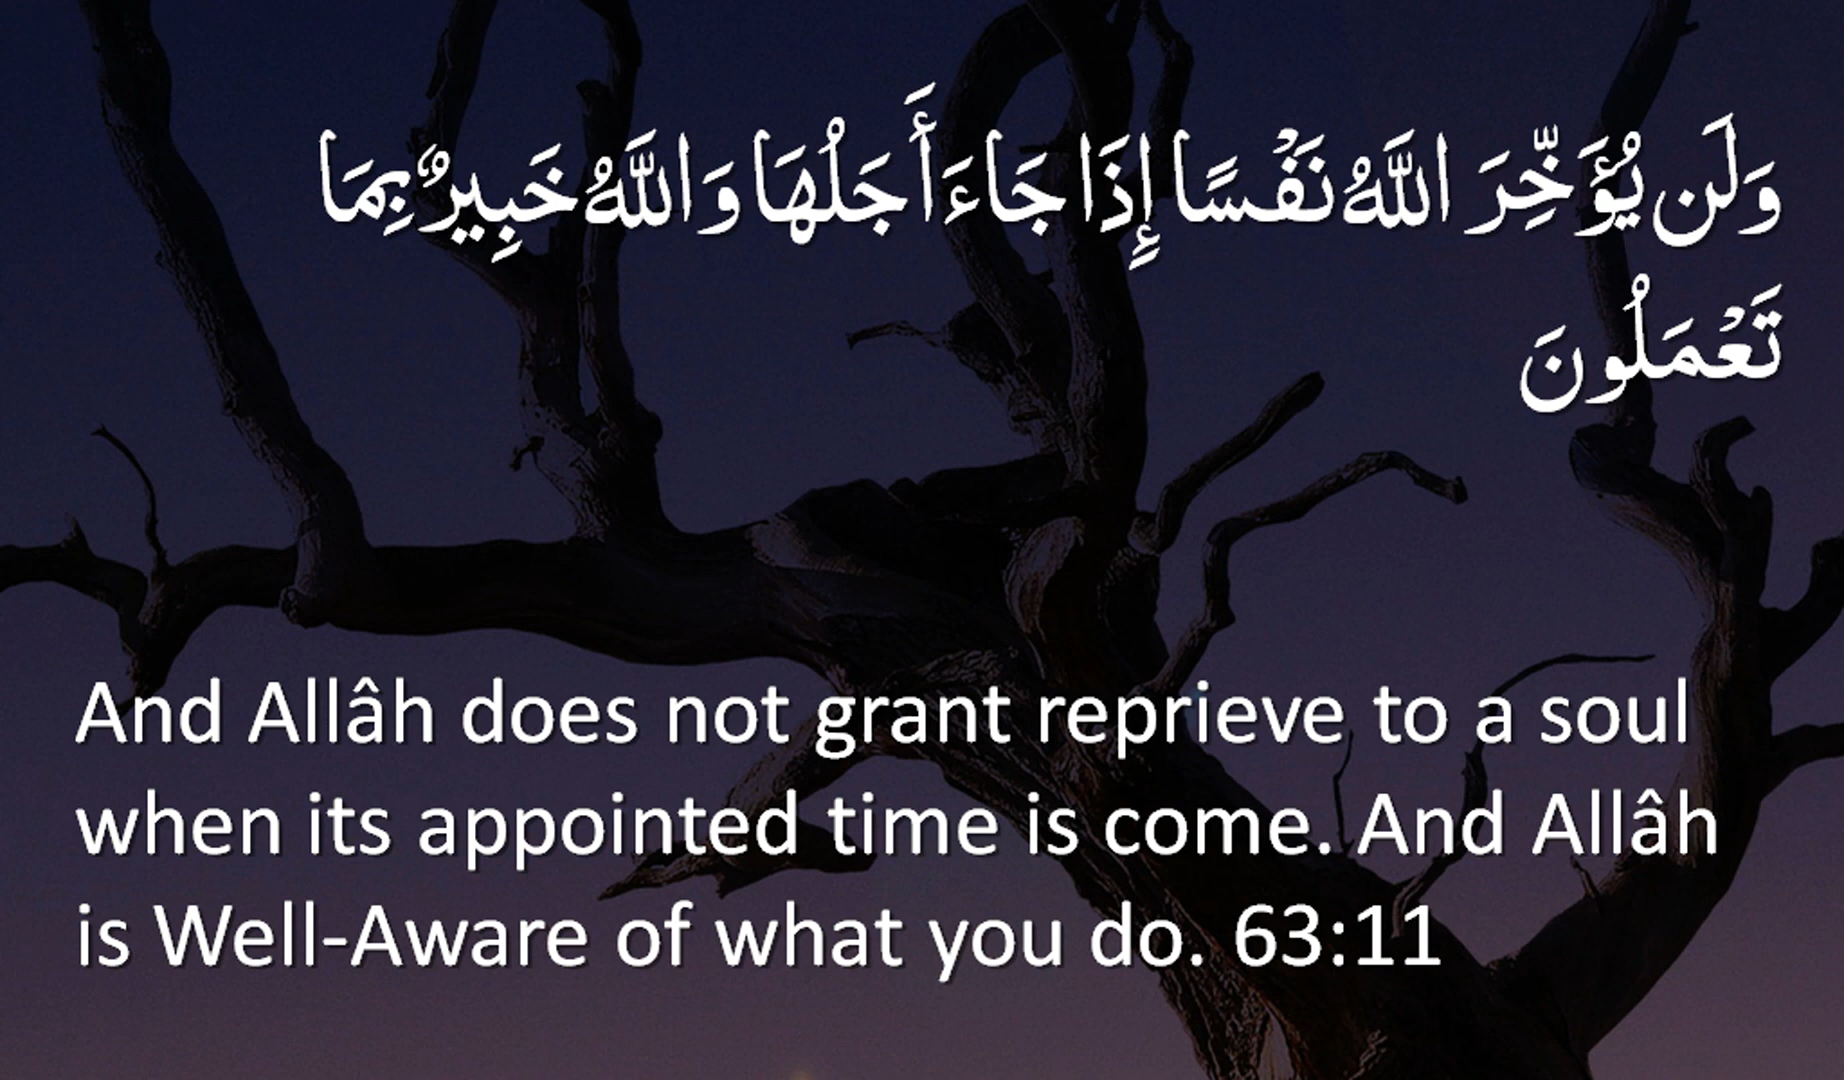 وَلَن يُؤَخِّرَ اللَّهُ نَفْسًا إِذَا جَاءَ أَجَلُهَا وَاللَّهُ خَبِيرٌ بِمَا
تَعْمَلُونَ
And Allâh does not grant reprieve to a soul
when its appointed time is come. And Allâh
is Well-Aware of what you do. 63:11